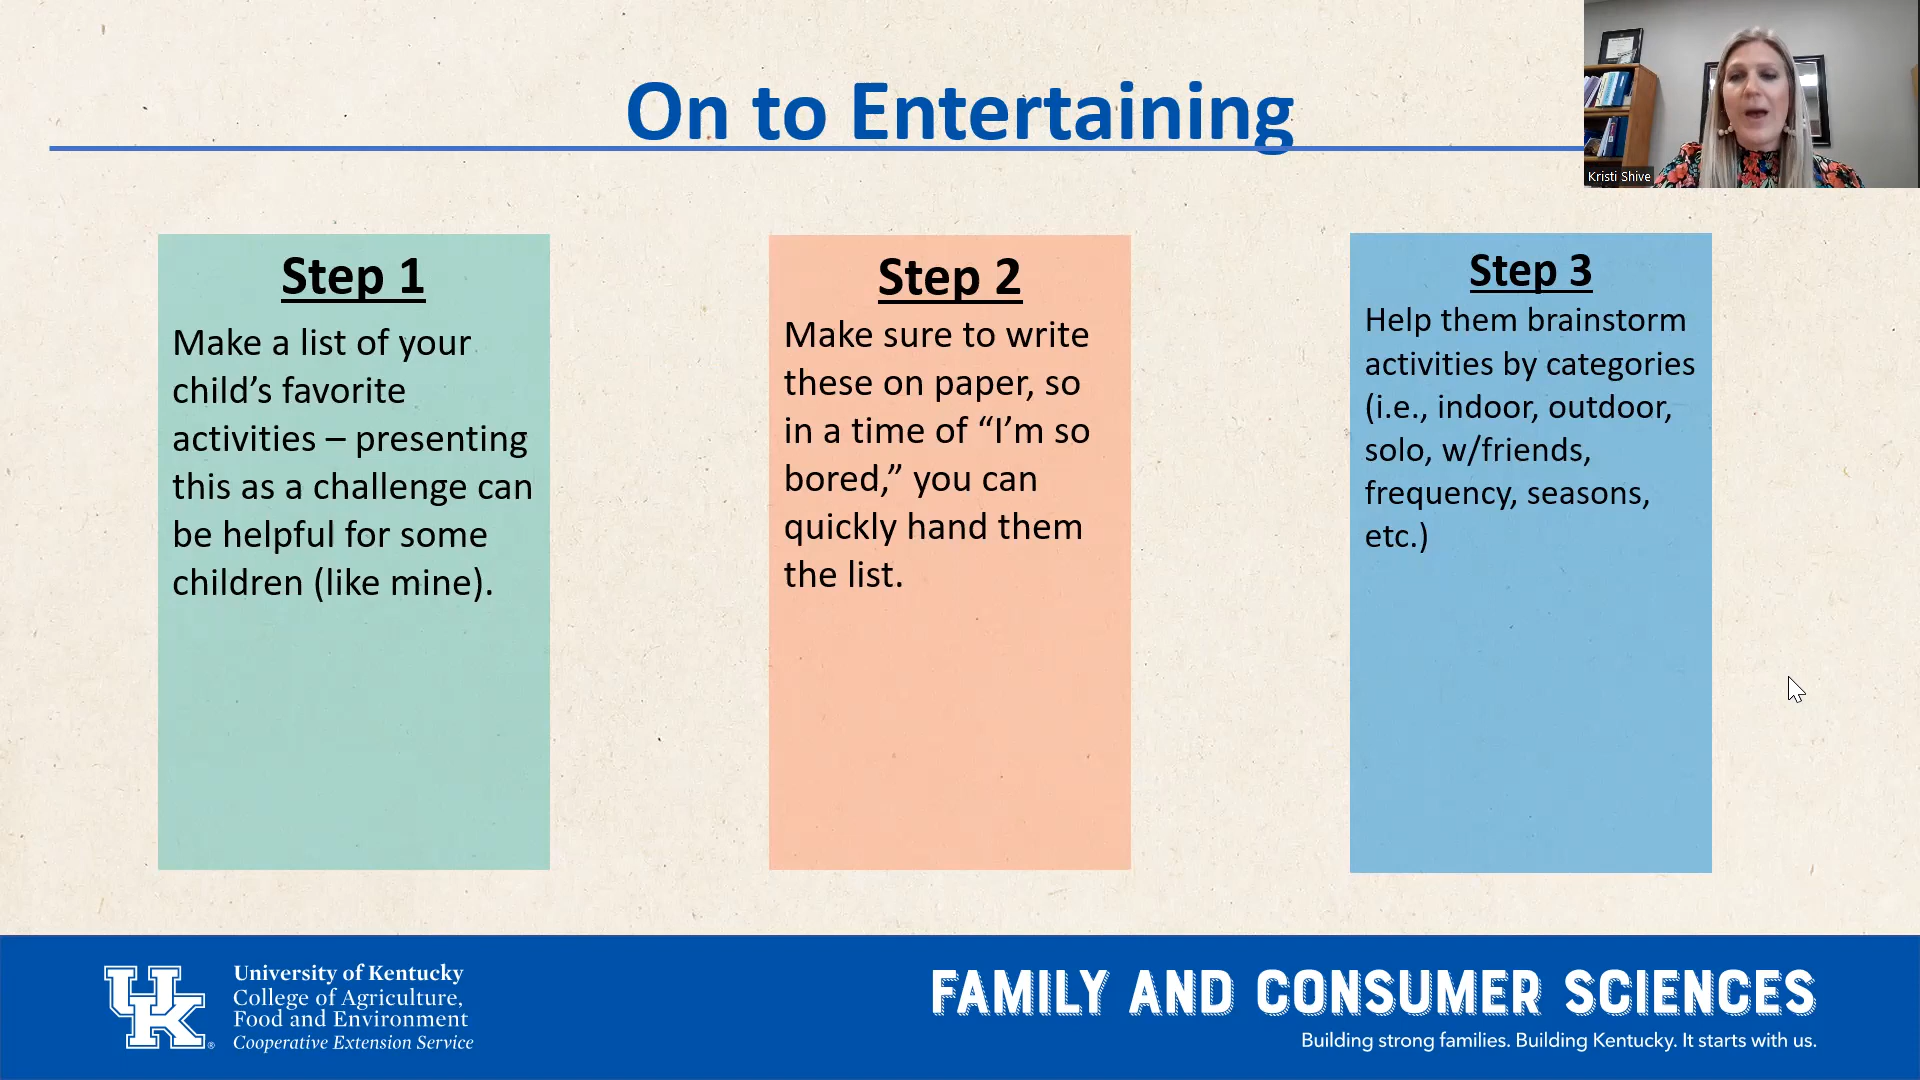 On to Entertaining
Kristi Shive
Step 1
Make a list of your
child’s favorite
activities – presenting
this as a challenge can
be helpful for some
children (like mine).
Step 2
Make sure to write
these on paper, so
in a time of “I’m so
bored,” you can
quickly hand them
the list.
Step 3
Help them brainstorm
activities by categories
(i.e., indoor, outdoor,
solo, w/friends,
frequency, seasons,
etc.)
UK®
University of Kentucky
College of Agriculture,
Food and Environment
Cooperative Extension Service
FAMILY AND CONSUMER SCIENCES
Building strong families. Building Kentucky. It starts with us.